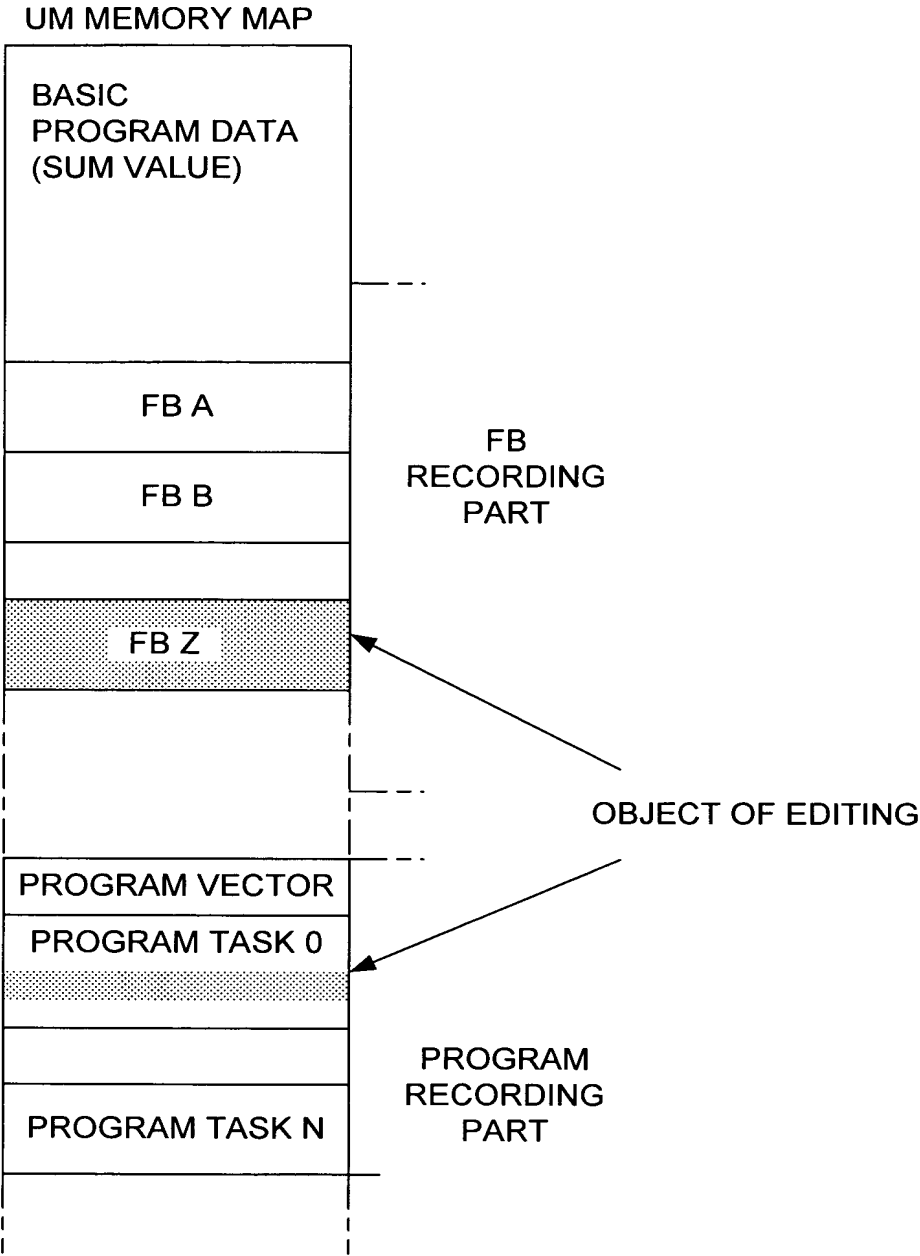 UM MEMORY MAP
BASIC
PROGRAM DATA
(SUM VALUE)
FB A
FB B
FB
RECORDING
PART
FB Z
OBJECT OF EDITING
PROGRAM VECTOR
PROGRAM TASK 0
PROGRAM
RECORDING
PART
PROGRAM TASK N